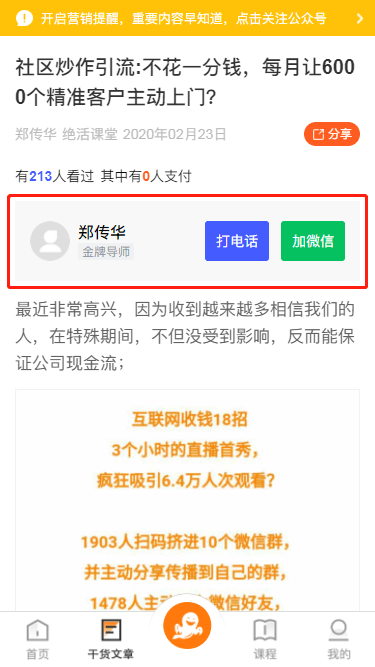 开启营销提醒，重要内容早知道，点击关注公众号
社区炒作引流:不花一分钱，每月让600
0个精准客户主动上门？
郑传华 绝活课堂 2020年02月23日
分享
有213人看过 其中有0人支付
郑传华
金牌导师
打电话
加微信
最近非常高兴，因为收到越来越多相信我们的
人，在特殊期间，不但没受到影响，反而能保
证公司现金流；
互联网收钱18招
3个小时的直播首秀，
疯狂吸引6.4万人次观看？
1903人扫码挤进10个微信群，
并主动分享传播到自己的群，
1478人主 微信好友，
首页
干货文章
课程
我的